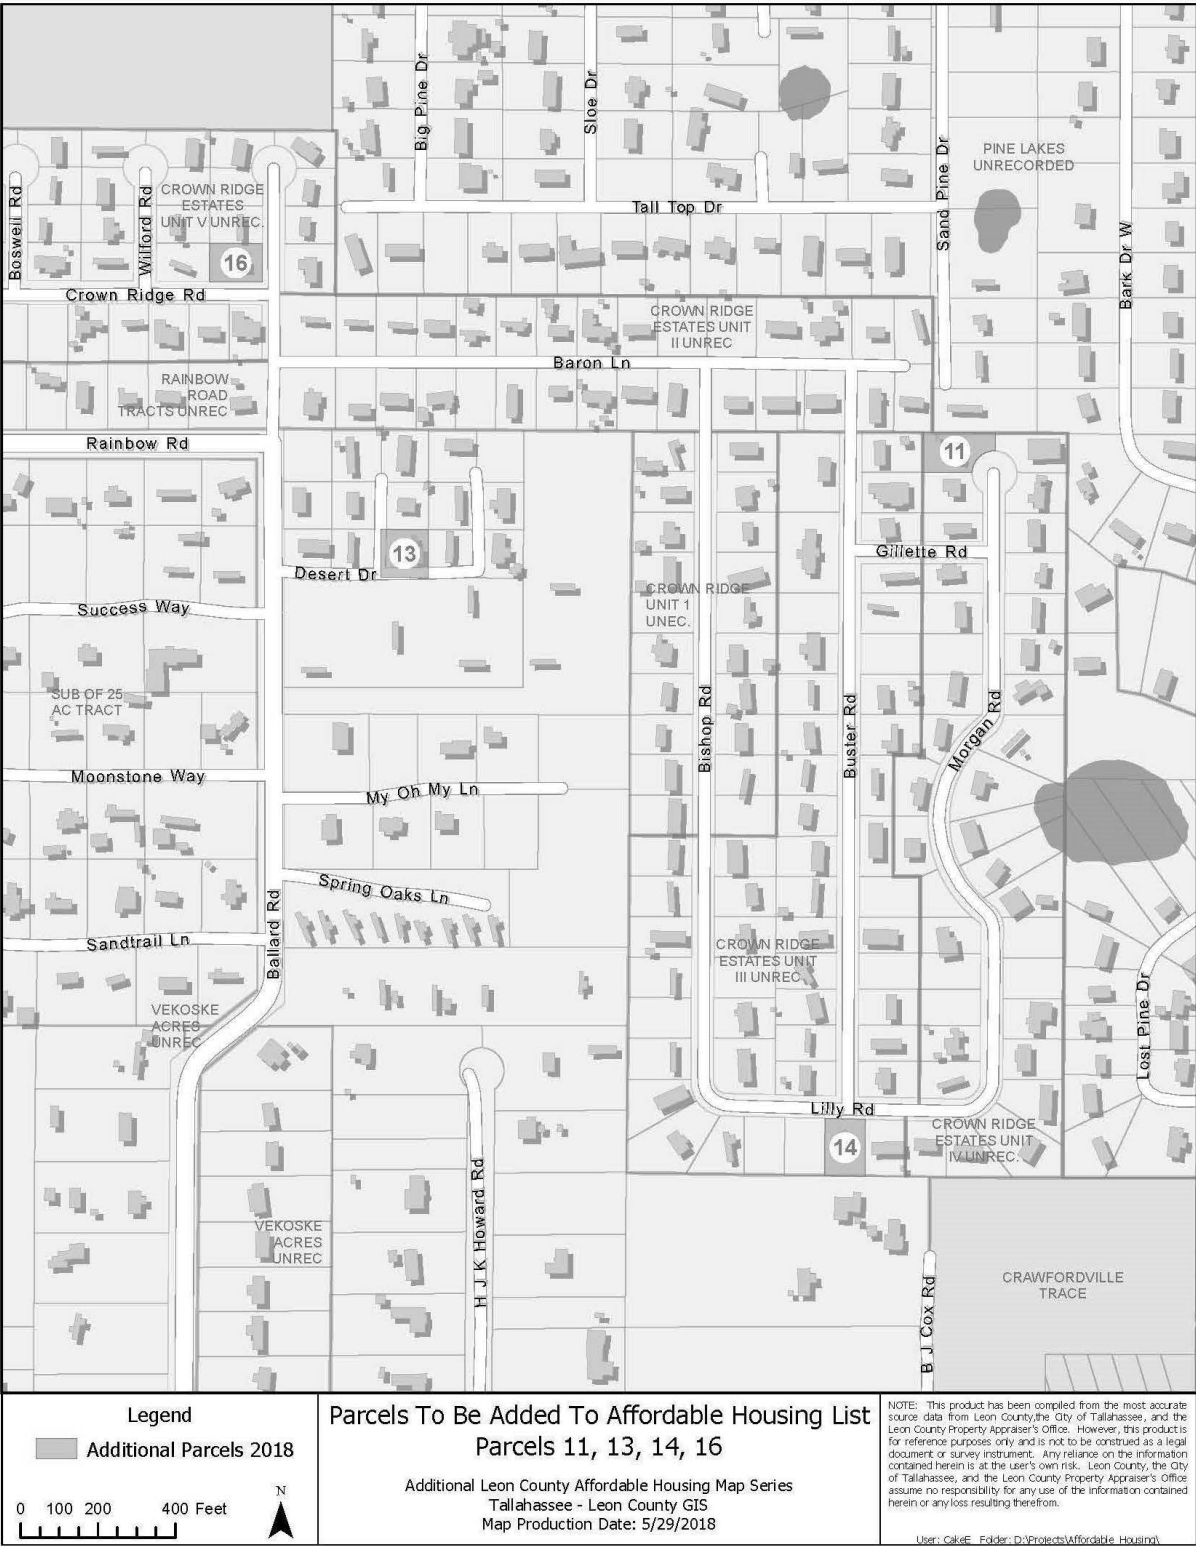 Big Pine Dr
Sloe Dr
Sand Pine Dr
PINE LAKES
UNRECORDED
Bark Dr W
Boswell Rd
Wilford Rd
CROWN RIDGE
ESTATES
UNIT V UNREC.
16
Tall Top Dr
Crown Ridge Rd
CROWN RIDGE
ESTATES UNIT
II UNREC
Baron Ln
RAINBOW
ROAD
TRACTS UNREC
Rainbow Rd
11
13
Desert Dr
Gillette Rd
CROWN RIDGE
UNIT 1
UNEC.
Success Way
SUB OF 25
AC TRACT
Bishop Rd
Buster Rd
Morgan Rd
Moonstone Way
My Oh My Ln
Spring Oaks Ln
Ballard Rd
Sandtrail Ln
CROWN RIDGE
ESTATES UNIT
III UNREC.
Lost Pine Dr
VEKOSKE
ACRES
UNREC
Lilly Rd
14
CROWN RIDGE
ESTATES UNIT
IV UNREC.
H J K Howard Rd
VEKOSKE
ACRES
UNREC
B J Cox Rd
CRAWFORDVILLE
TRACE
Legend
Additional Parcels 2018
0 100 200 400 Feet
N
Parcels To Be Added To Affordable Housing List
Parcels 11, 13, 14, 16
Additional Leon County Affordable Housing Map Series
Tallahassee - Leon County GIS
Map Production Date: 5/29/2018
NOTE: This product has been compiled from the most accurate
source data from Leon County,the City of Tallahassee, and the
Leon County Property Appraiser's Office. However, this product is
for reference purposes only and is not to be construed as a legal
document or survey instrument. Any reliance on the information
contained herein is at the user's own risk. Leon County, the City
of Tallahassee, and the Leon County Property Appraiser's Office
assume no responsibility for any use of the information contained
herein or any loss resulting therefrom.
User: CakeE Folder: D:\Projects\Affordable_Housing\